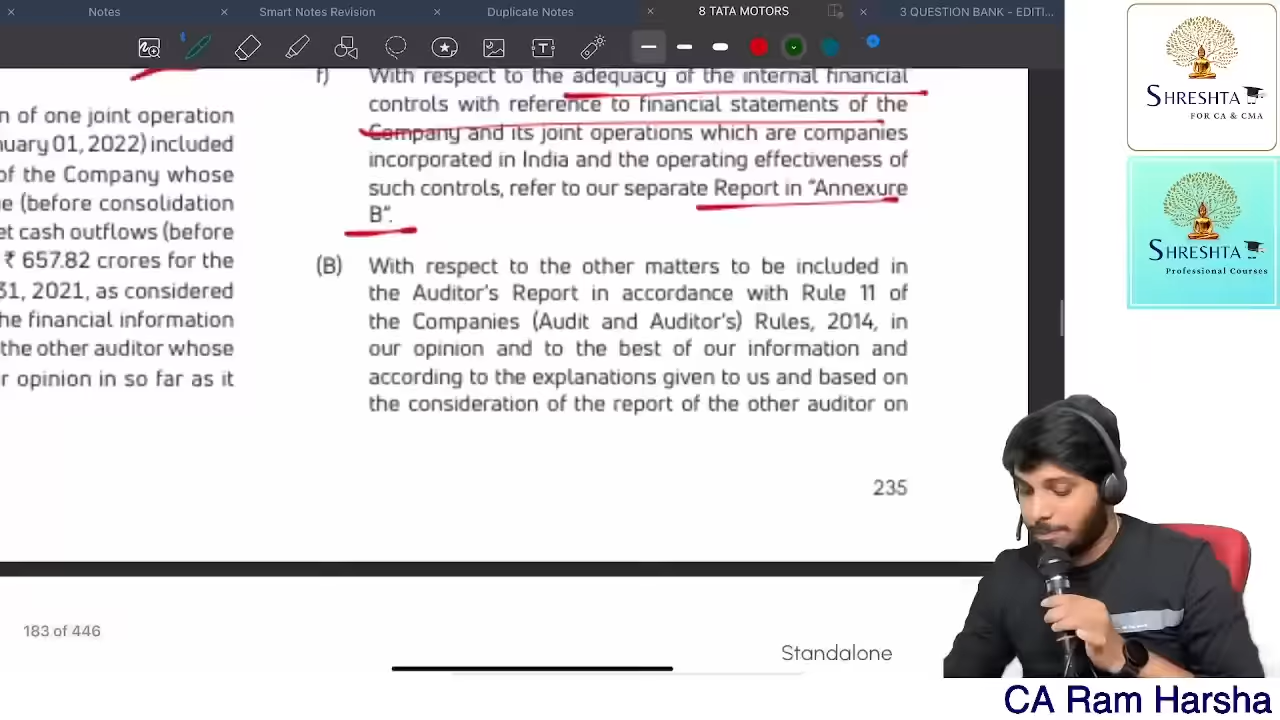 Notes
Smart Notes Revision
Duplicate Notes
8 TATA MOTORS
3 QUESTION BANK - EDITI...
n of one joint operation
nuary 01, 2022) included
of the Company whose
e (before consolidation
et cash outflows (before
₹ 657.82 crores for the
31, 2021, as considered
he financial information
the other auditor whose
r opinion in so far as it
f) With respect to the adequacy of the internal financial
controls with reference to financial statements of the
Company and its joint operations which are companies
incorporated in India and the operating effectiveness of
such controls, refer to our separate Report in “Annexure
B”.
(B) With respect to the other matters to be included in
the Auditor's Report in accordance with Rule 11 of
the Companies (Audit and Auditor's) Rules, 2014, in
our opinion and to the best of our information and
according to the explanations given to us and based on
the consideration of the report of the other auditor on
235
183 of 446
Standalone
SHRESHTA
FOR CA & CMA
SHRESHTA
Professional Courses
CA Ram Harsha